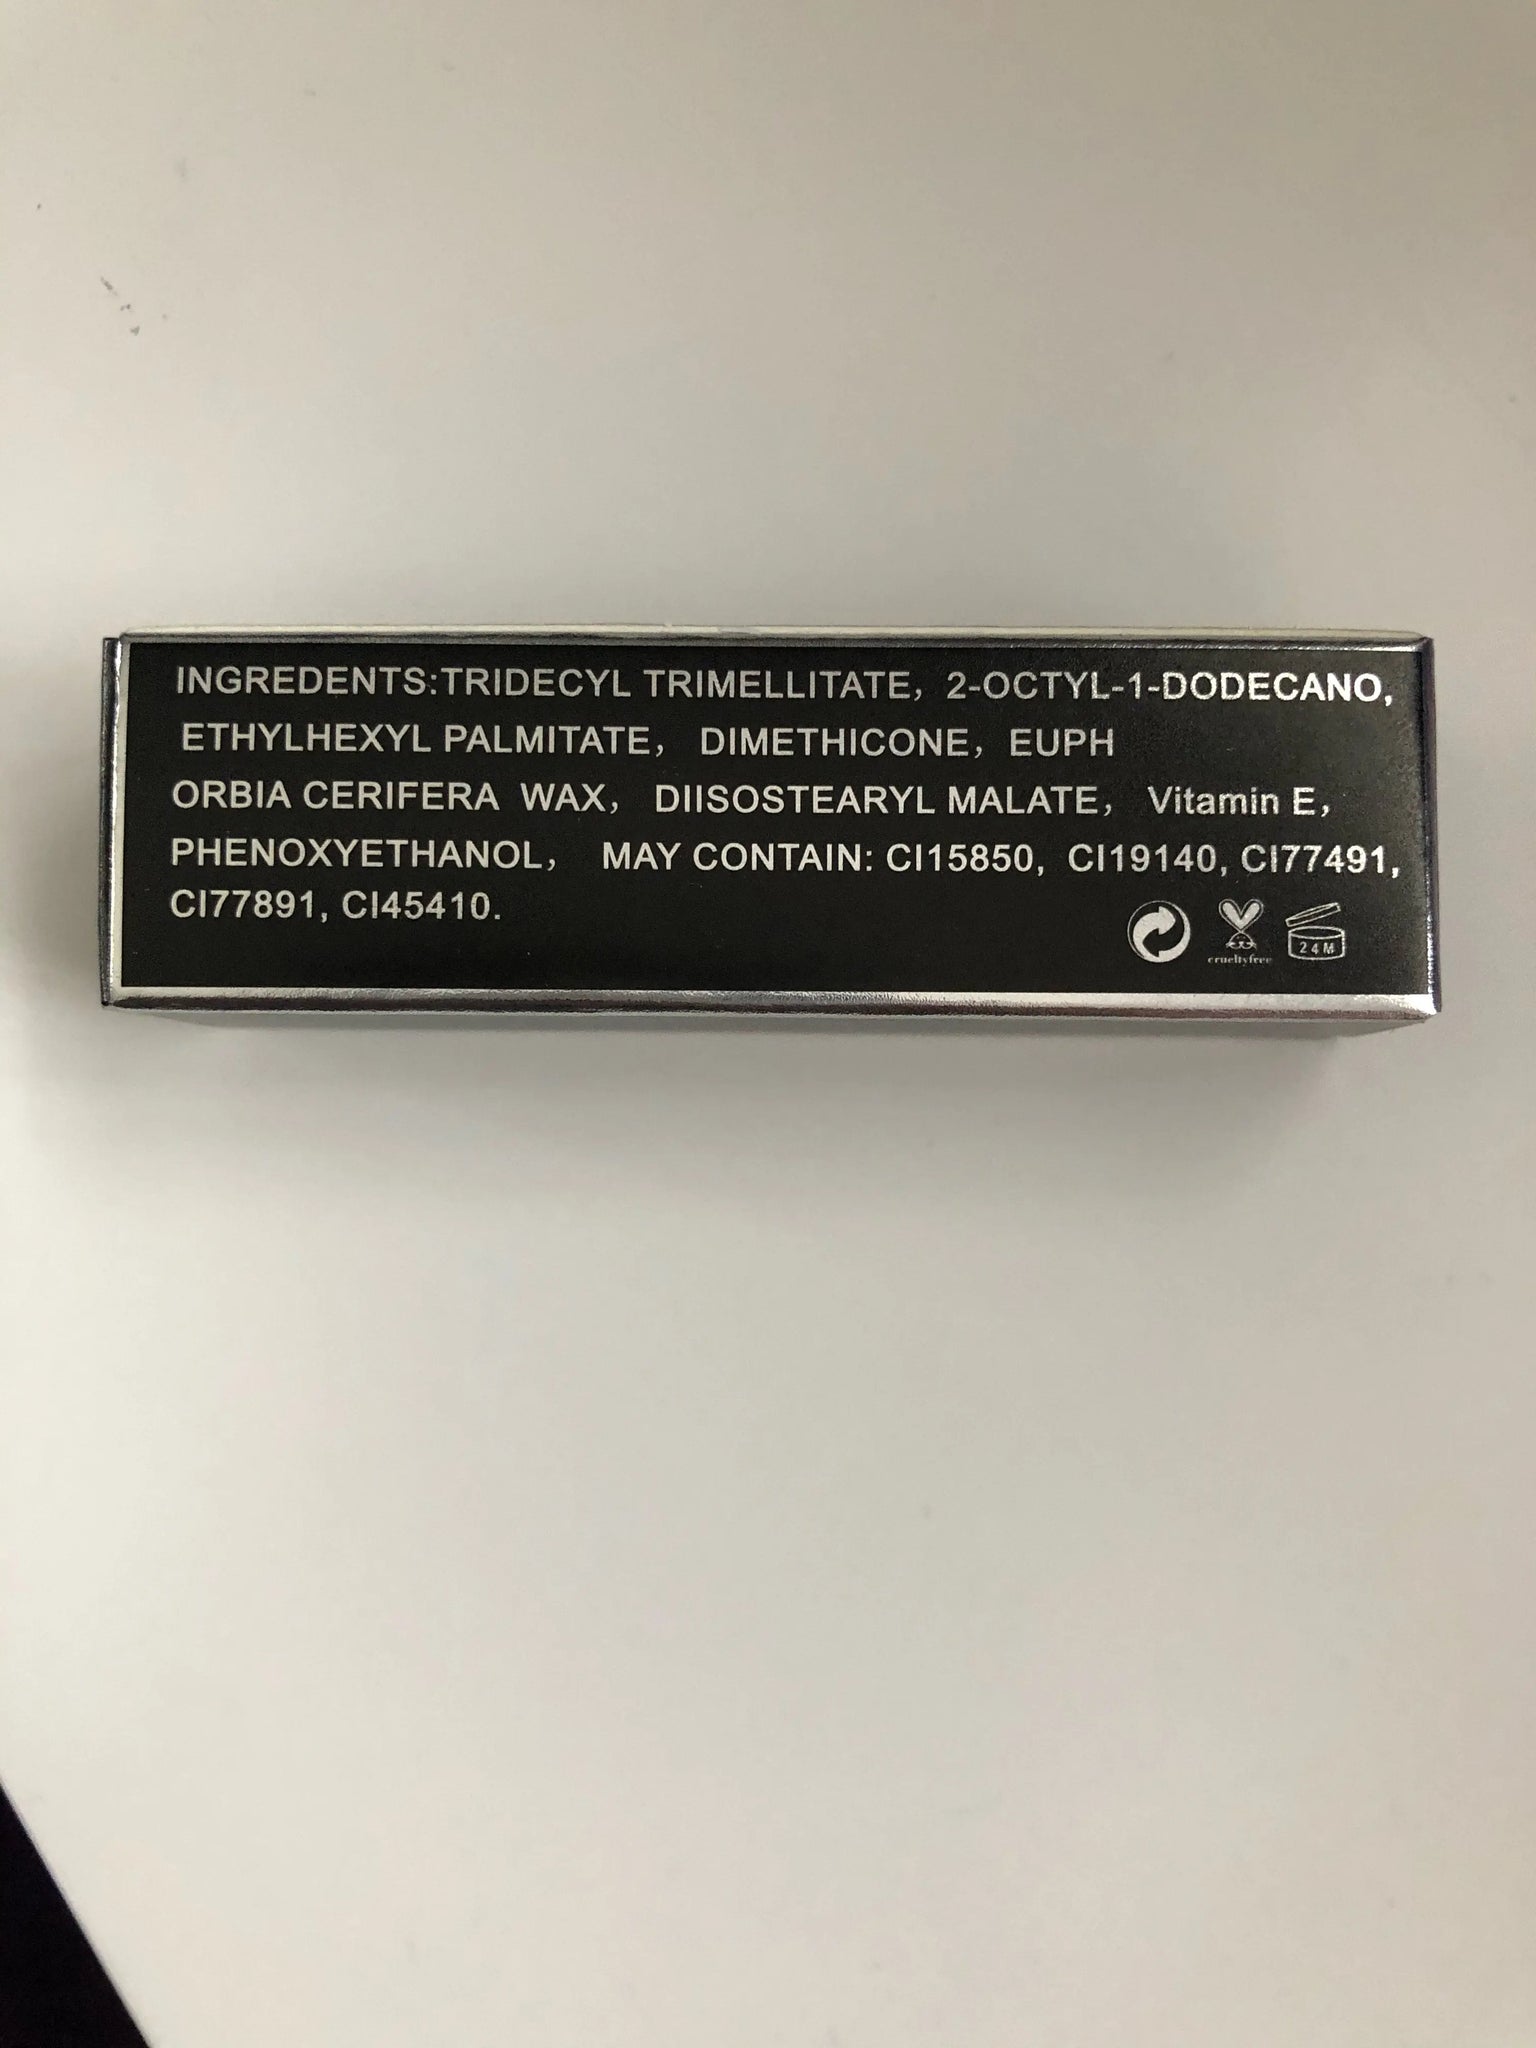 INGREDENTS:TRIDECYL TRIMELLITATE, 2-OCTYL-1-DODECANO,
ETHYLHEXYL PALMITATE, DIMETHICONE, EUPH
ORBIA CERIFERA WAX, DIISOSTEARYL MALATE, Vitamin E,
PHENOXYETHANOL, MAY CONTAIN: CI15850, CI19140, CI77491,
CI77891, CI45410.
crueltyfree
24M